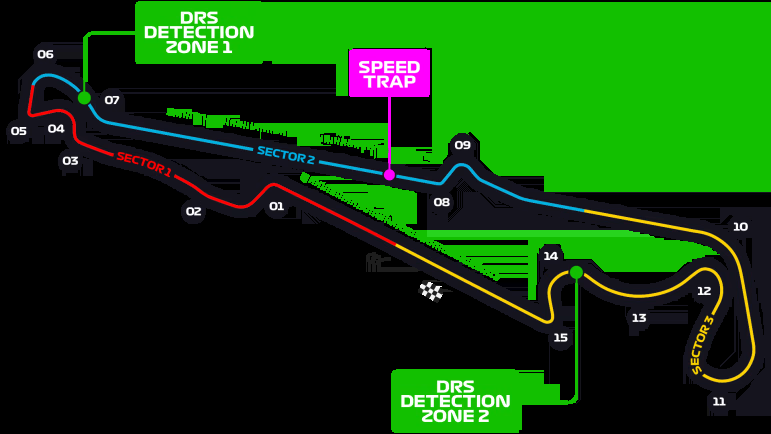 DRS
DETECTION
ZONE 1
06
SPEED
TRAP
07
05
04
03
SECTOR 1
SECTOR 2
09
08
02
01
10
14
12
13
15
SECTOR 3
11
DRS
DETECTION
ZONE 2